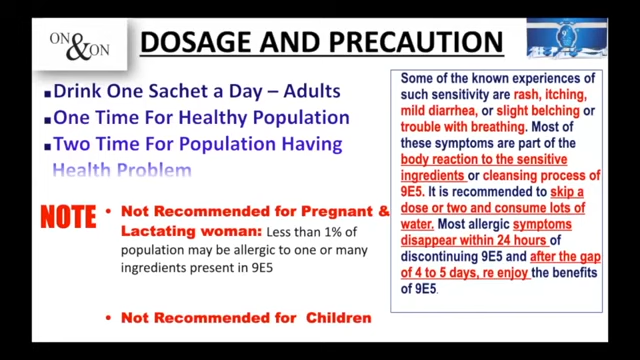 ON
&
ON
DOSAGE AND PRECAUTION
▪Drink One Sachet a Day – Adults
▪One Time For Healthy Population
▪Two Time For Population Having
Health Problem
NOTE
• Not Recommended for Pregnant &
Lactating woman: Less than 1% of
population may be allergic to one or many
ingredients present in 9E5
• Not Recommended for Children
Some of the known experiences of
such sensitivity are rash, itching,
mild diarrhea, or slight belching or
trouble with breathing. Most of
these symptoms are part of the
body reaction to the sensitive
ingredients or cleansing process of
9E5. It is recommended to skip a
dose or two and consume lots of
water. Most allergic symptoms
disappear within 24 hours of
discontinuing 9E5 and after the gap
of 4 to 5 days, re enjoy the benefits
of 9E5.